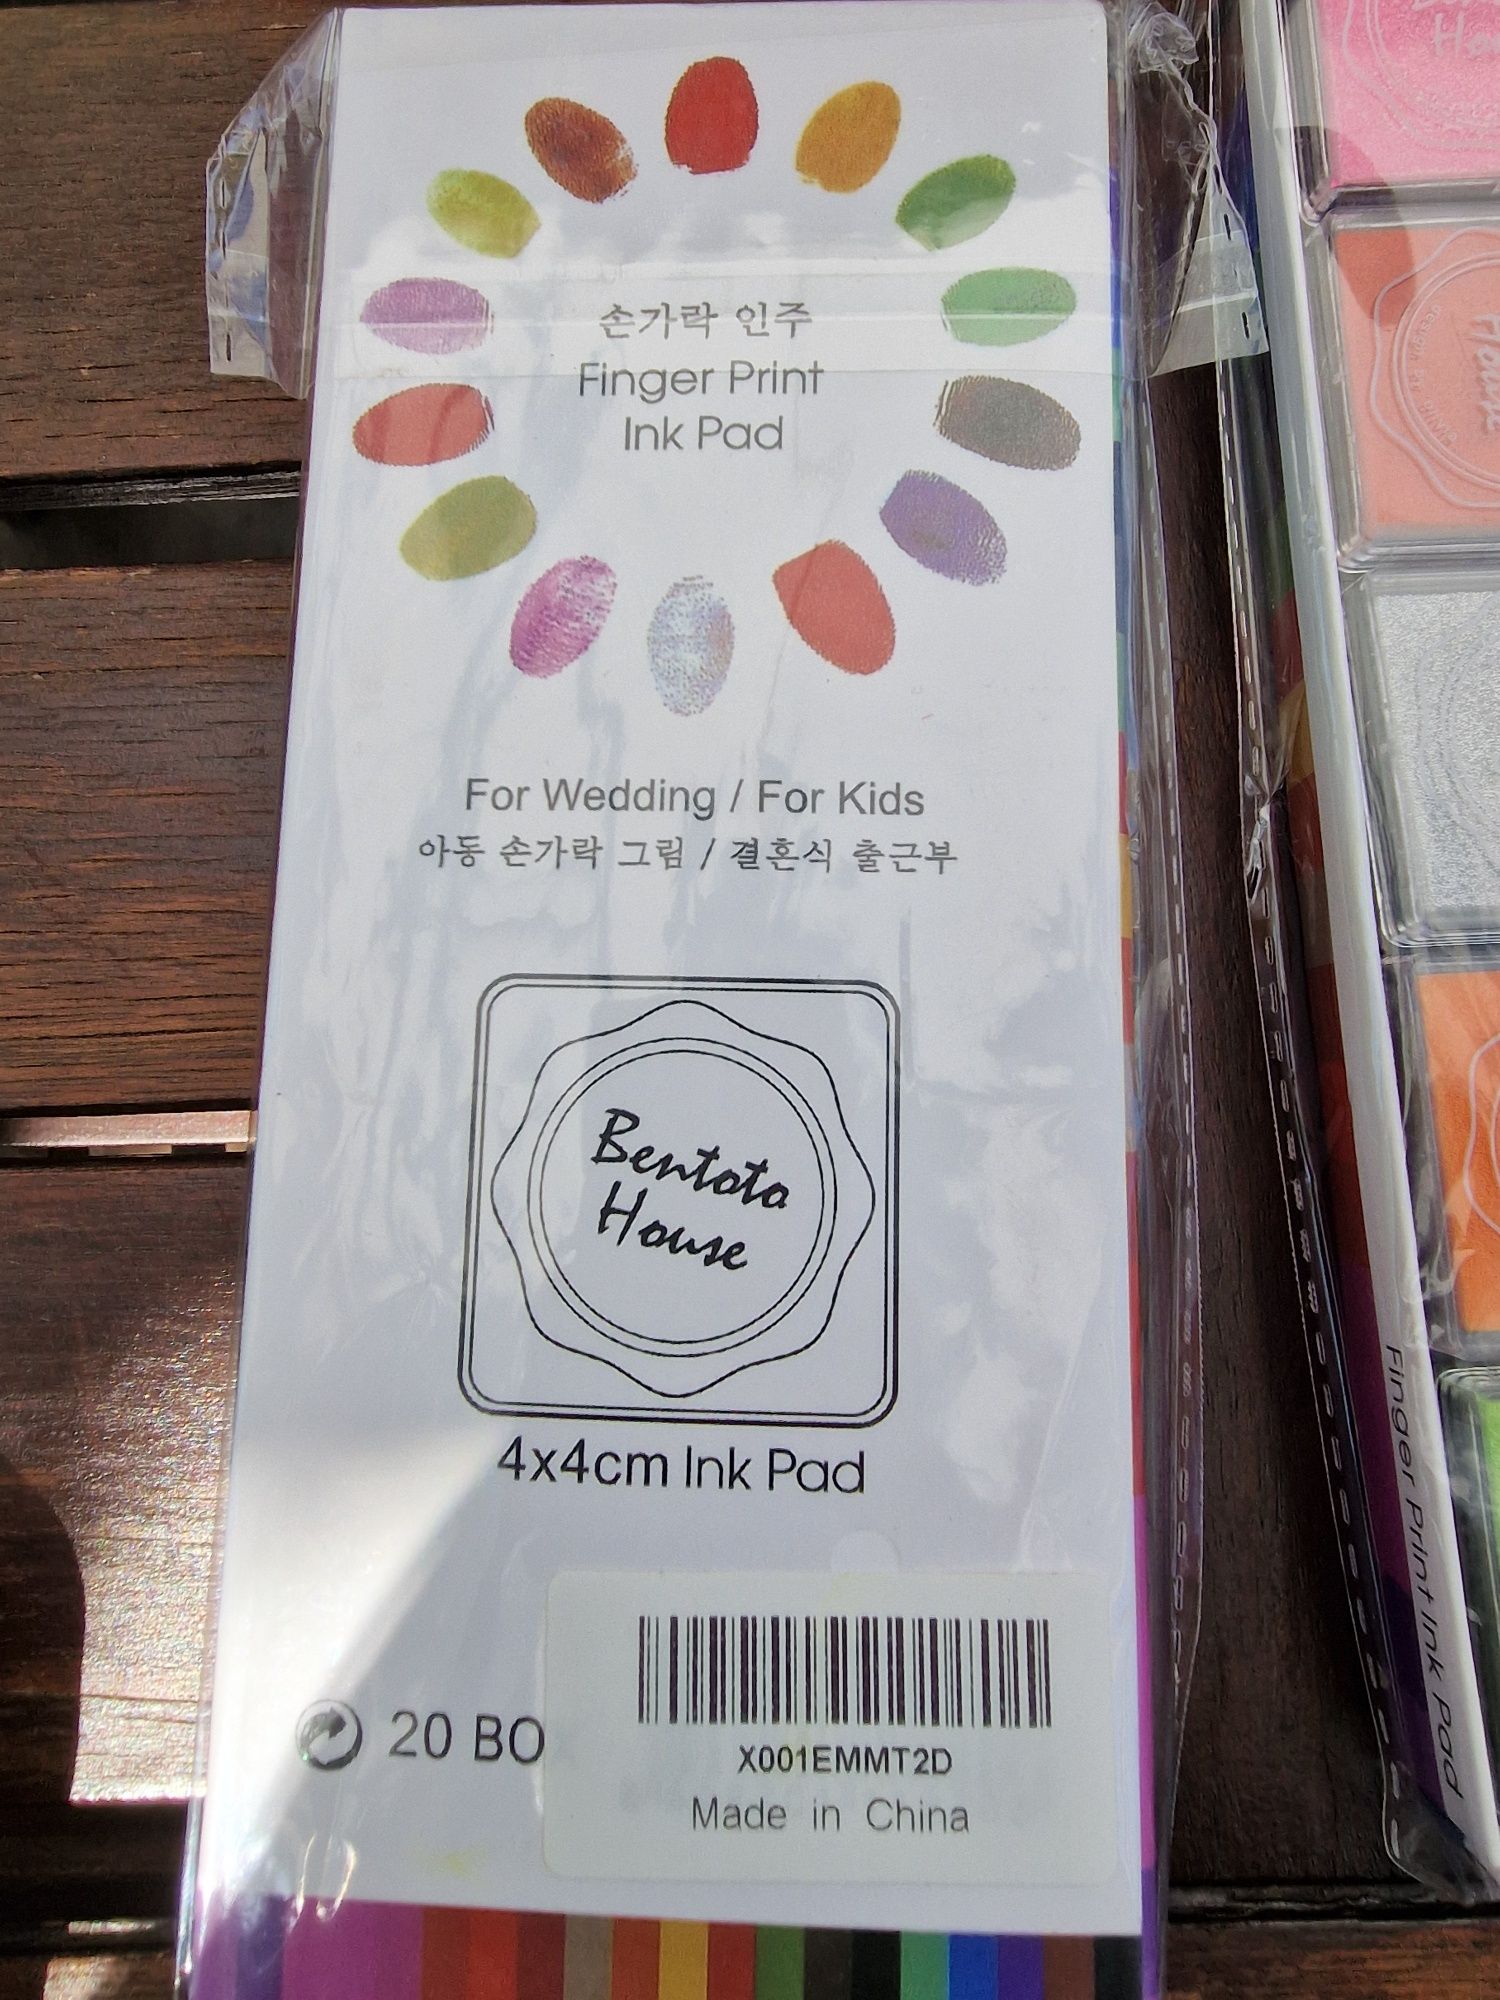 손가락 인주
Finger Print
Ink Pad
For Wedding / For Kids
아동 손가락 그림 / 결혼식 출근부
Bentoto
House
4x4cm Ink Pad
20 BO
X001EMMT2D
Made in China
House
Finger Print Ink Pad